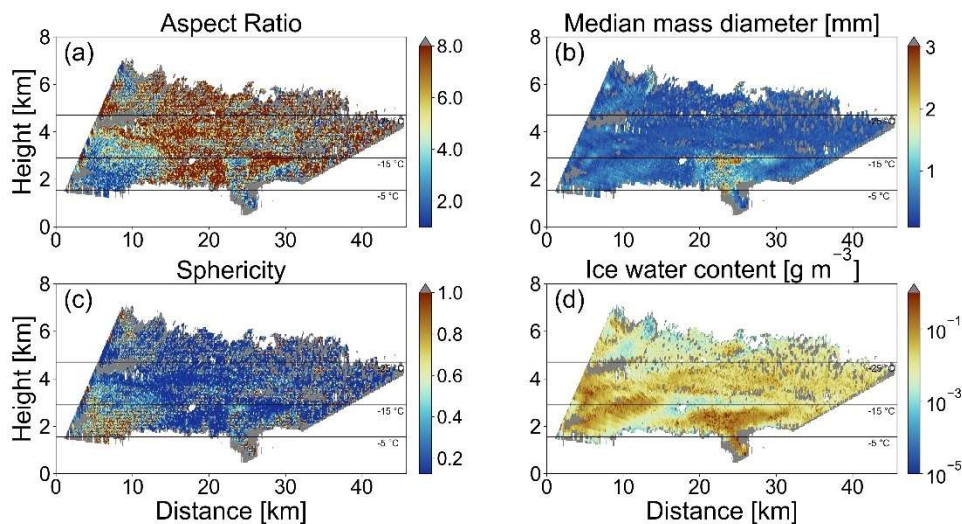 Aspect Ratio
Median mass diameter [mm]
(a)
(b)
Height [km]
8
6
4
2
0
0 10 20 30 40
8.0
6.0
4.0
2.0
-15 °C
-5 °C
8
6
4
2
0
Height [km]
0 10 20 30 40
3
2
1
-15 °C
-5 °C
Sphericity
Ice water content [g m⁻³]
(c)
(d)
Height [km]
8
6
4
2
0
0 10 20 30 40
Distance [km]
1.0
0.8
0.6
0.4
0.2
-25 °C
-15 °C
-5 °C
8
6
4
2
0
Height [km]
0 10 20 30 40
Distance [km]
10⁻¹
10⁻³
10⁻⁵
-25 °C
-15 °C
-5 °C